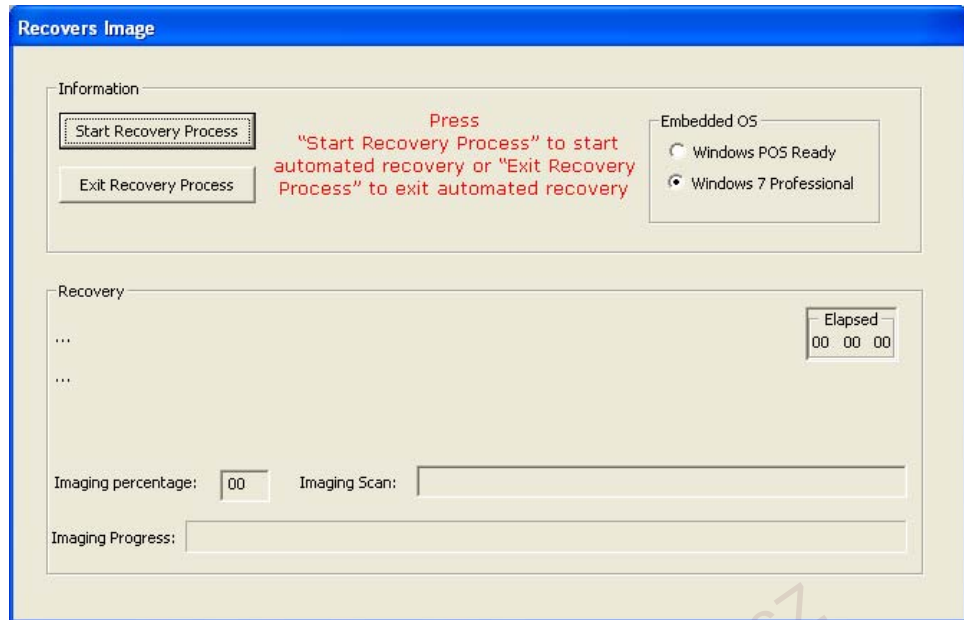 Recovers Image
Information
Start Recovery Process
Exit Recovery Process
Press
“Start Recovery Process” to start
automated recovery or “Exit Recovery
Process” to exit automated recovery
Embedded OS
Windows POS Ready
Windows 7 Professional
Recovery
...
...
Elapsed
00 00 00
Imaging percentage: 00
Imaging Scan:
Imaging Progress: